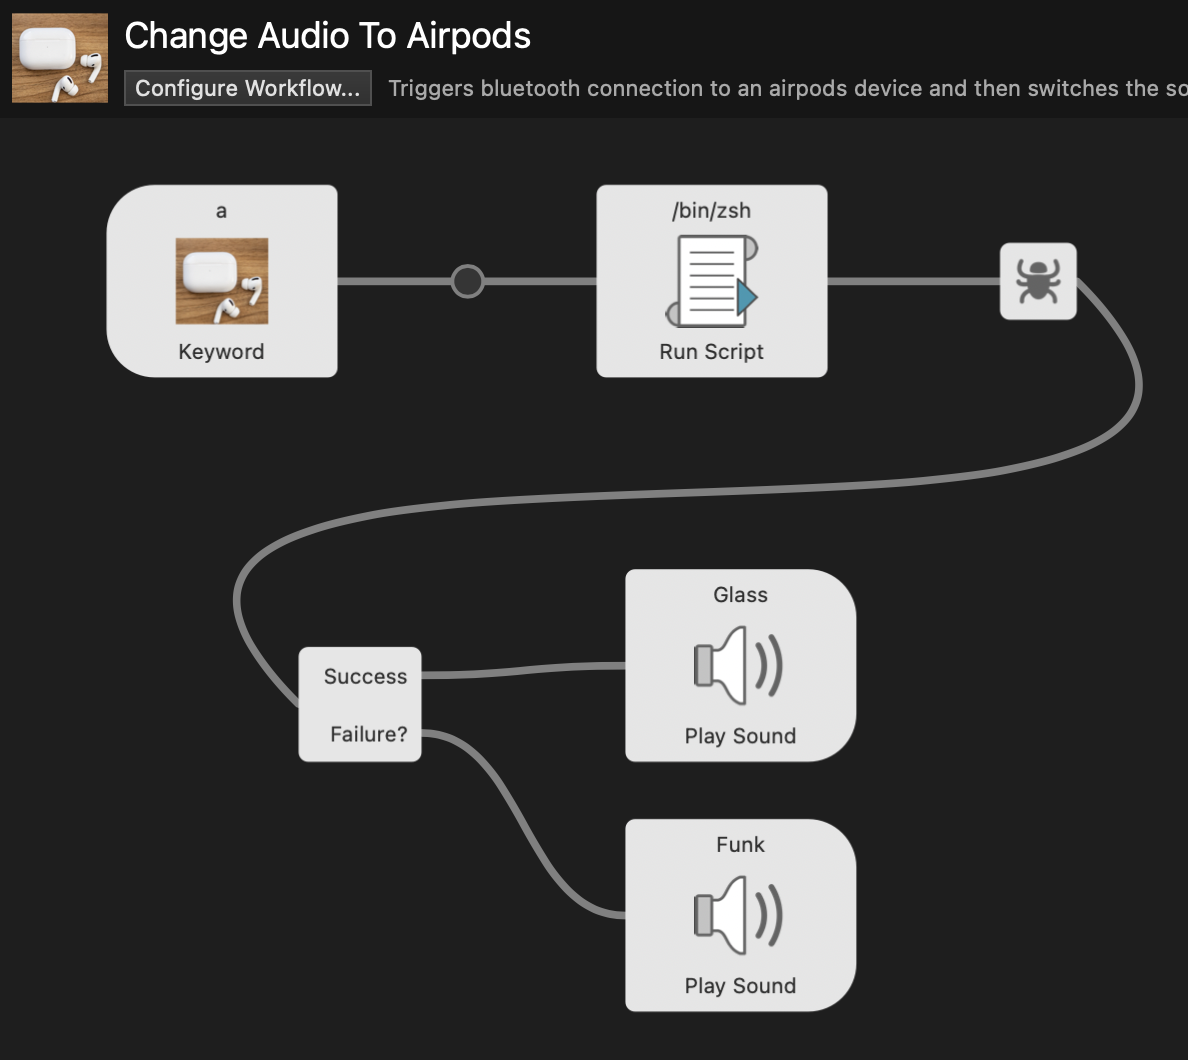 Change Audio To Airpods
Configure Workflow... Triggers bluetooth connection to an airpods device and then switches the so
a
Keyword
/bin/zsh
Run Script
Success
Failure?
Glass
Play Sound
Funk
Play Sound